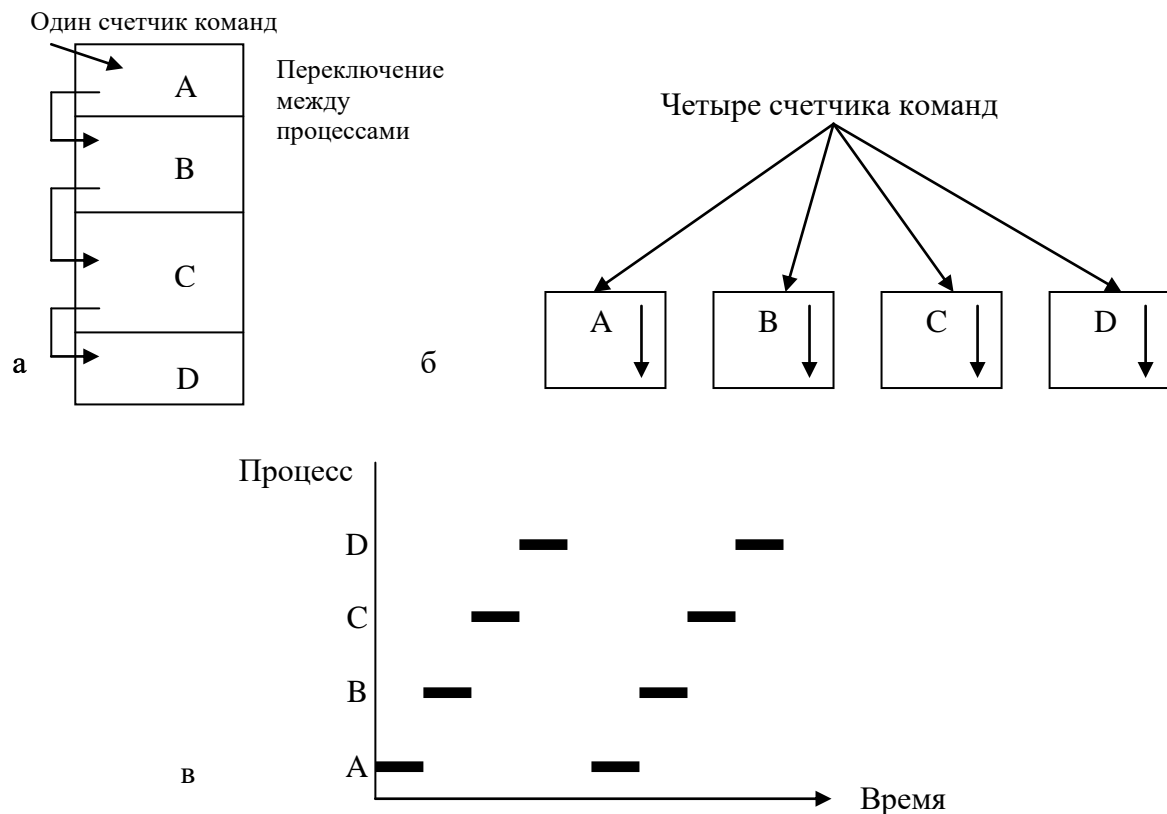 Один счетчик команд
A
Переключение
между
процессами
B
C
D
а
Четыре счетчика команд
A B C D
б
Процесс
D
C
B
A
в
Время